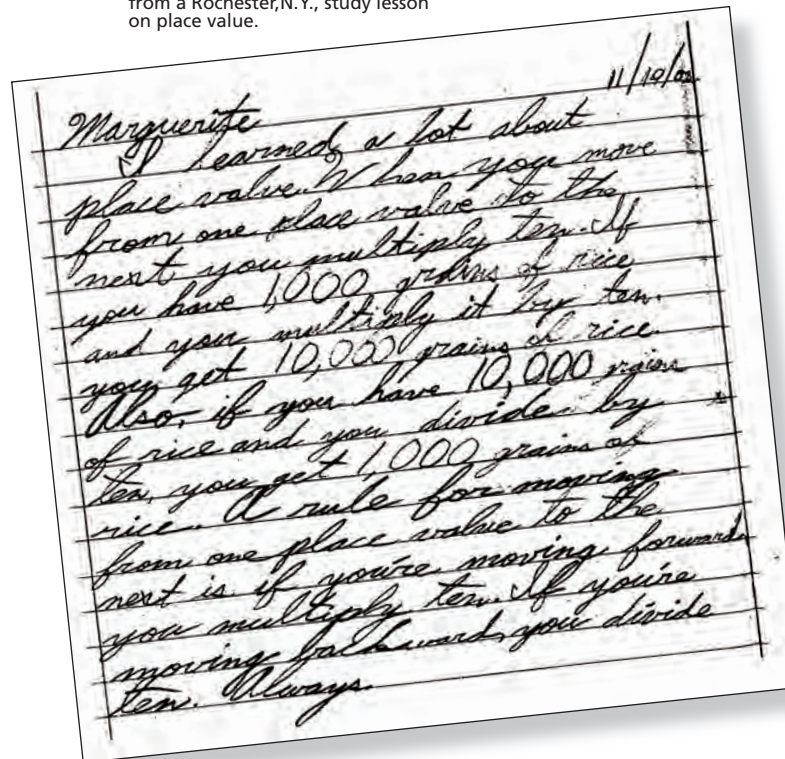 from a Rochester,N.Y., study lesson
on place value.
11/10/02
Marguerite
I learned a lot about
place value. When you move
from one place value to the
next you multiply ten. If
you have 1,000 grains of rice
and you multiply it by ten.
you get 10,000 grains of rice.
Also, if you have 10,000 grains
of rice and you divide by
ten, you get 1,000 grains of
rice. A rule for moving
from one place value to the
next is if you're moving forward
you multiply ten. If you're
moving backward, you divide
ten. Always.